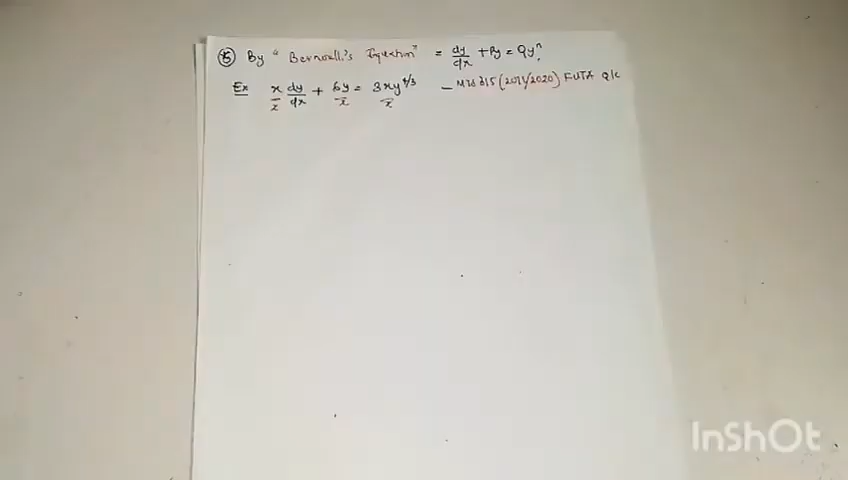 ⑤ By "Bernoulli's Equation" = dy/dx + Py = Qyⁿ.
Ex x/x dy/dx + 6y/x = 3xy^4/3/x – MTS 315 (2019/2020) FUTA Q1c
InShOt